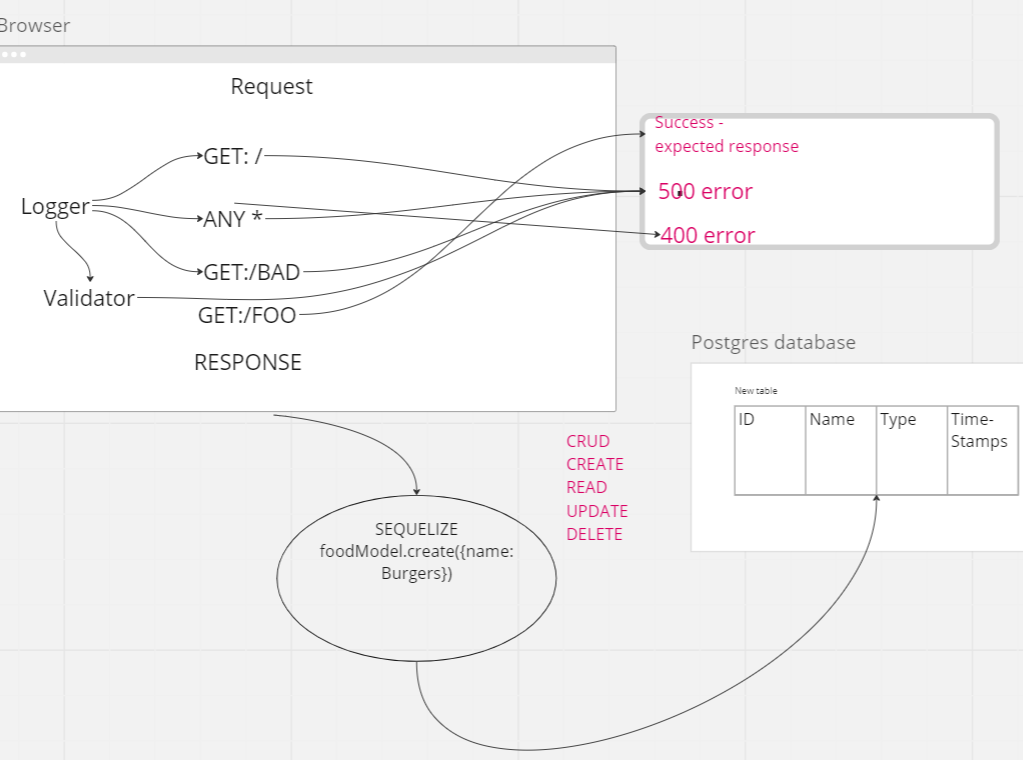 Browser
Request
GET: /
Logger
ANY *
GET:/BAD
Validator
GET:/FOO
RESPONSE
Success -
expected response
500 error
400 error
Postgres database
New table
ID
Name
Type
Time-
Stamps
CRUD
CREATE
READ
UPDATE
DELETE
SEQUELIZE
foodModel.create({name:
Burgers})